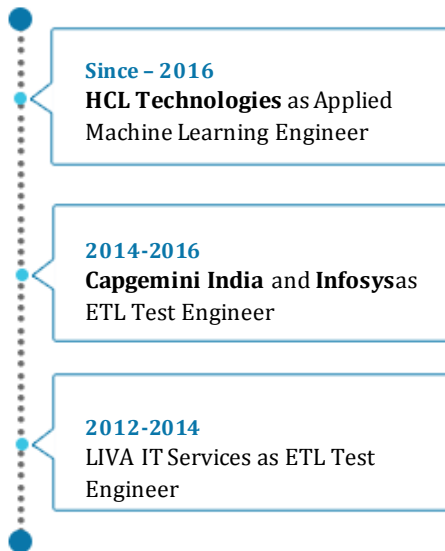 Since – 2016
HCL Technologies as Applied
Machine Learning Engineer
2014-2016
Capgemini India and Infosysas
ETL Test Engineer
2012-2014
LIVA IT Services as ETL Test
Engineer